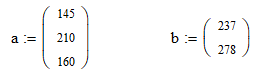 a := ( 145 210 160 )
b := ( 237 278 )